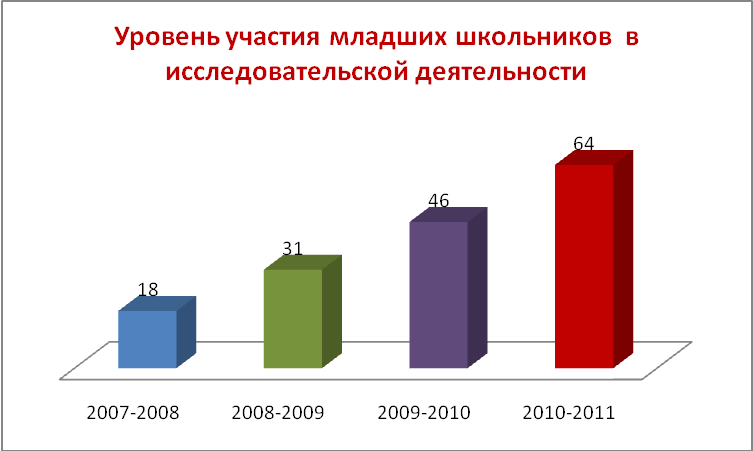 Уровень участия младших школьников в
исследовательской деятельности
64
46
31
18
2007-2008 2008-2009 2009-2010 2010-2011